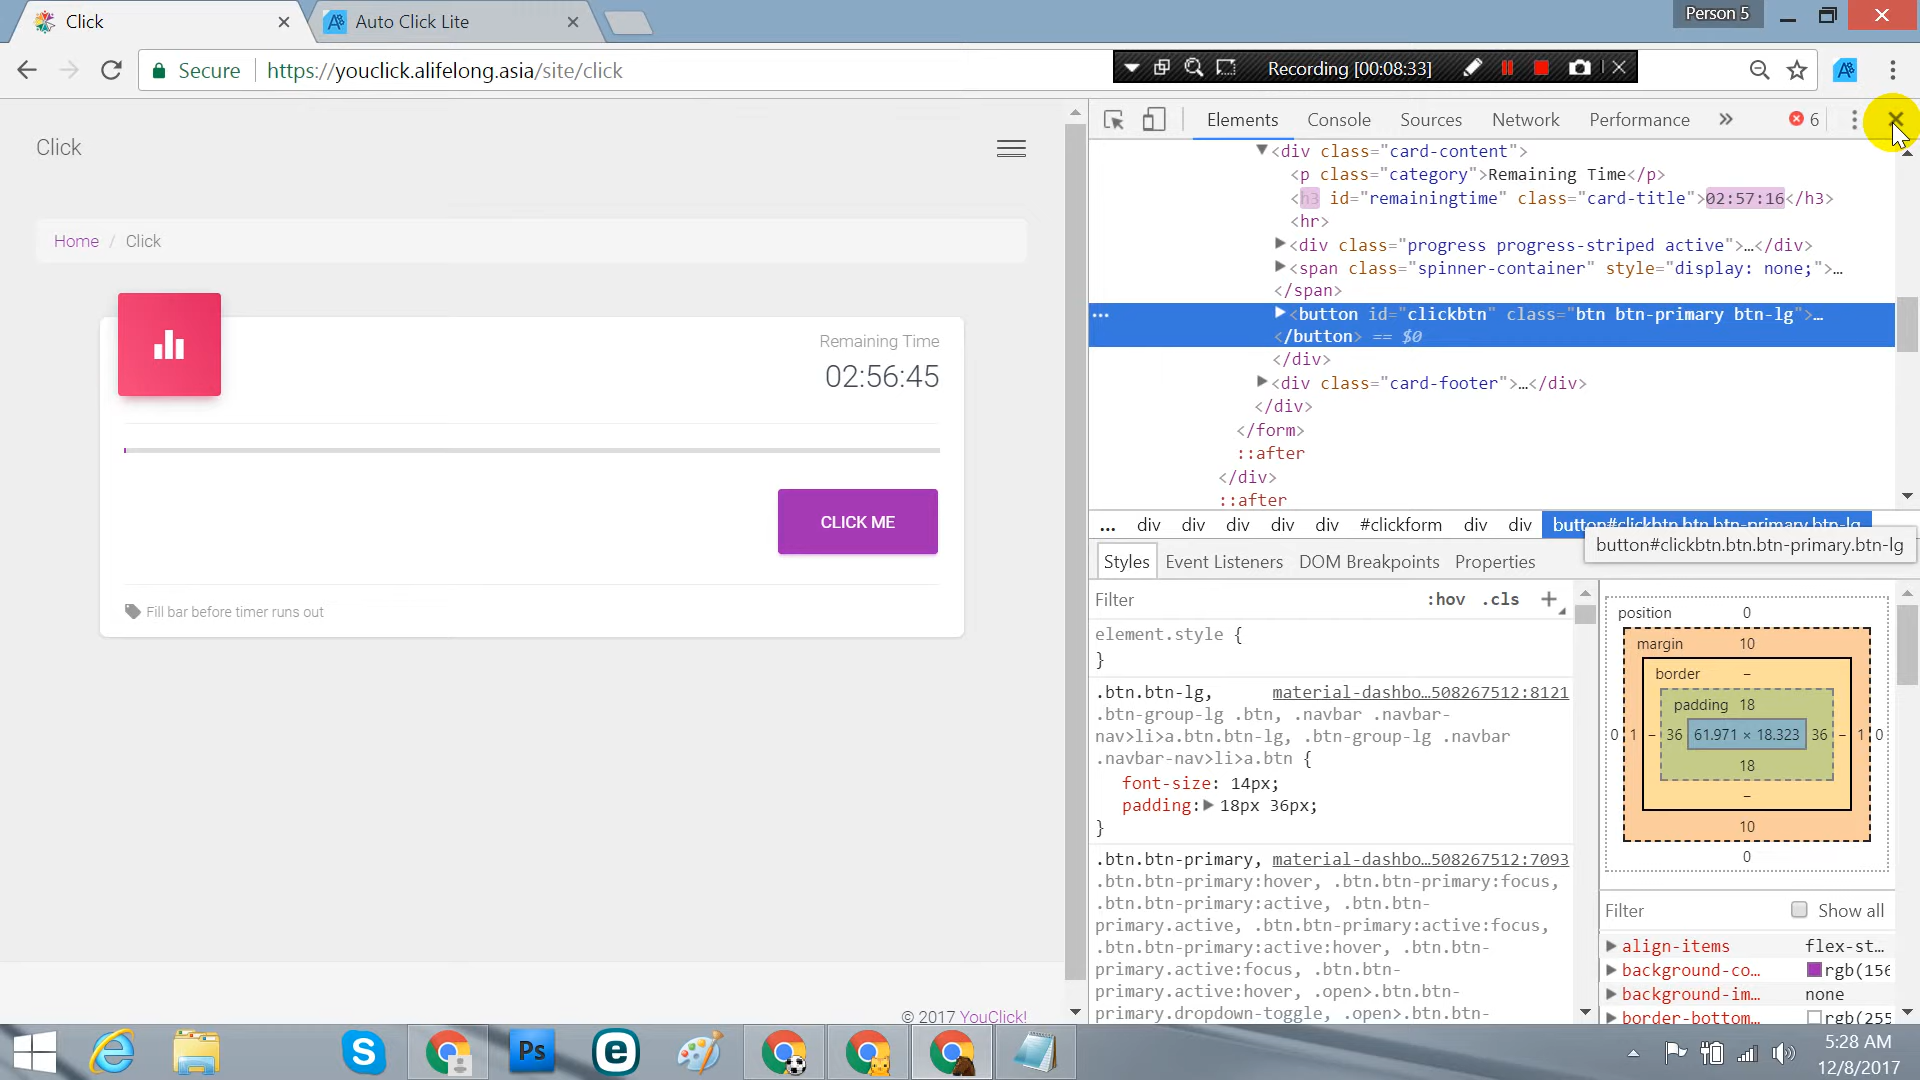 Click
Auto Click Lite
Person 5
Secure
https://youclick.alifelong.asia/site/click
Recording [00:08:33]
Click
Home / Click
Remaining Time
02:56:45
CLICK ME
Fill bar before timer runs out
© 2017 YouClick!
Elements Console Sources Network Performance » 6
<div class="card-content">
<p class="category">Remaining Time</p>
<h3 id="remainingtime" class="card-title">02:57:16</h3>
<hr>
<div class="progress progress-striped active">…</div>
<span class="spinner-container" style="display: none;">…
</span>
<button id="clickbtn" class="btn btn-primary btn-lg">…
</button> == $0
</div>
<div class="card-footer">…</div>
</div>
</form>
::after
</div>
::after
... div div div div div #clickform div div button#clickbtn.btn.btn-primary.btn-lg
button#clickbtn.btn.btn-primary.btn-lg
Styles Event Listeners DOM Breakpoints Properties
Filter :hov .cls +
element.style {
}
.btn.btn-lg, material-dashbo…508267512:8121
.btn-group-lg .btn, .navbar .navbar-
nav>li>a.btn.btn-lg, .btn-group-lg .navbar
.navbar-nav>li>a.btn {
font-size: 14px;
padding: 18px 36px;
}
.btn.btn-primary, material-dashbo…508267512:7093
.btn.btn-primary:hover, .btn.btn-primary:focus,
.btn.btn-primary:active, .btn.btn-
primary.active, .btn.btn-primary:active:focus,
.btn.btn-primary:active:hover, .btn.btn-
primary.active:focus, .btn.btn-
primary.active:hover, .open>.btn.btn-
primary.dropdown-toggle, .open>.btn.btn-
position 0
margin 10
border –
padding 18
0 1 – 36 61.971 × 18.323 36 – 1 0
18
–
10
0
Filter Show all
align-items flex-st…
background-co… rgb(156
background-im… none
border-bottom… rgb(255
Ps
5:28 AM
12/8/2017